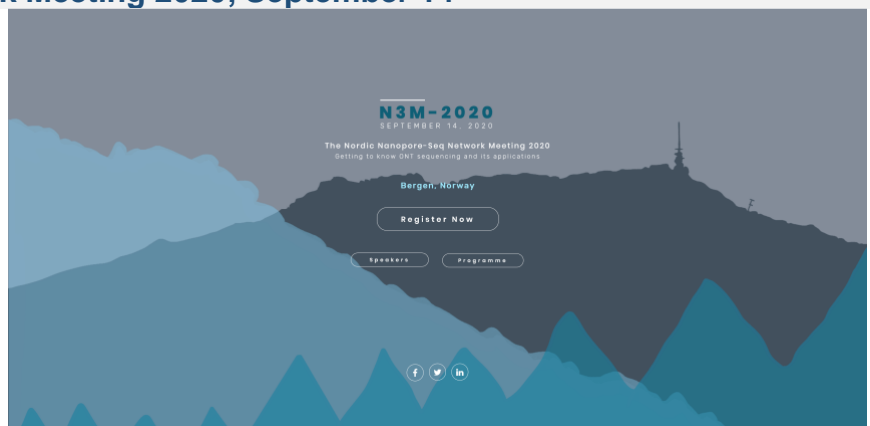 Meeting 2020, September 14
N3M-2020
SEPTEMBER 14, 2020
The Nordic Nanopore-Seq Network Meeting 2020
Getting to know ONT sequencing and its applications
Bergen, Norway
Register Now
Speakers
Programme
f
in